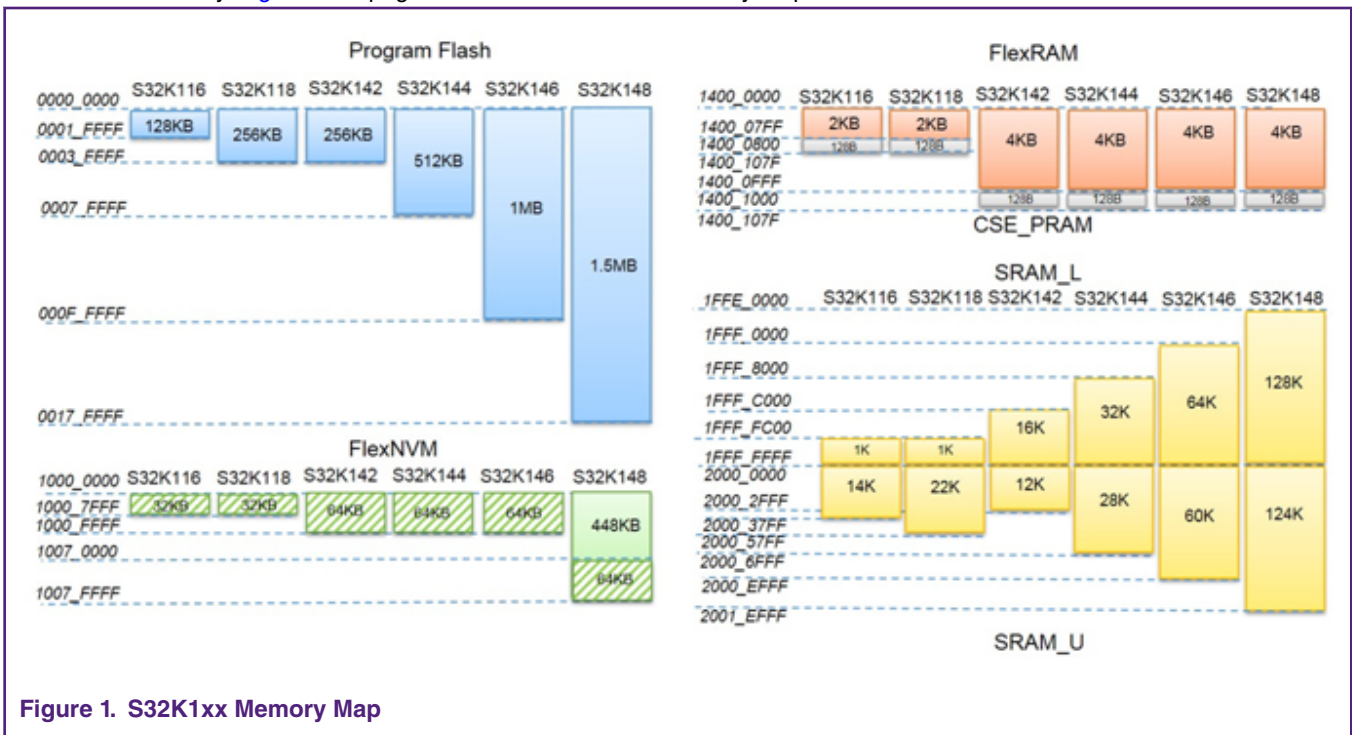 Program Flash
0000_0000 S32K116 S32K118 S32K142 S32K144 S32K146 S32K148
0001_FFFF 128KB
256KB 256KB
0003_FFFF
512KB
0007_FFFF
1MB
1.5MB
000F_FFFF
0017_FFFF
FlexNVM
1000_0000 S32K116 S32K118 S32K142 S32K144 S32K146 S32K148
1000_7FFF 32KB 32KB 64KB 64KB 64KB
1000_FFFF
448KB
1007_0000
64KB
1007_FFFF
FlexRAM
1400_0000 S32K116 S32K118 S32K142 S32K144 S32K146 S32K148
1400_07FF 2KB 2KB
4KB 4KB 4KB 4KB
1400_0800 128B 128B
1400_107F
1400_0FFF
1400_1000 128B 128B 128B 128B
1400_107F
CSE_PRAM
SRAM_L
1FFE_0000 S32K116 S32K118 S32K142 S32K144 S32K146 S32K148
1FFF_0000
1FFF_8000
128K
1FFF_C000 32K 64K
1FFF_FC00 16K
1FFF_FFFF 1K 1K
2000_0000 14K 22K 12K
2000_2FFF 28K
60K 124K
2000_37FF
2000_57FF
2000_6FFF
2000_EFFF
2001_EFFF
SRAM_U
Figure 1. S32K1xx Memory Map